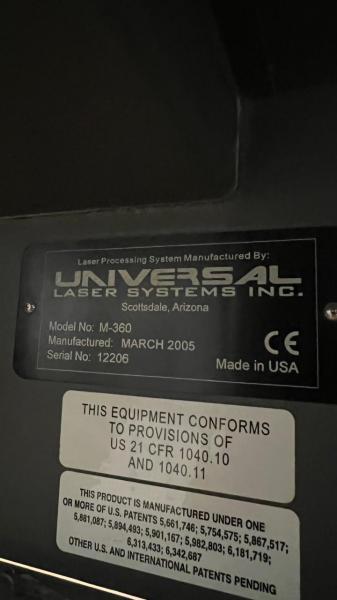 Laser Processing System Manufactured By:
UNIVERSAL
LASER SYSTEMS INC.
Scottsdale, Arizona
Model No: M-360
Manufactured: MARCH 2005
Serial No: 12206
CE
Made in USA
THIS EQUIPMENT CONFORMS
TO PROVISIONS OF
US 21 CFR 1040.10
AND 1040.11
THIS PRODUCT IS MANUFACTURED UNDER ONE
OR MORE OF U.S. PATENTS 5,661,746; 5,754,575; 5,867,517;
5,881,087; 5,894,493; 5,901,167; 5,982,803; 6,181,719;
6,313,433; 6,342,687
OTHER U.S. AND INTERNATIONAL PATENTS PENDING